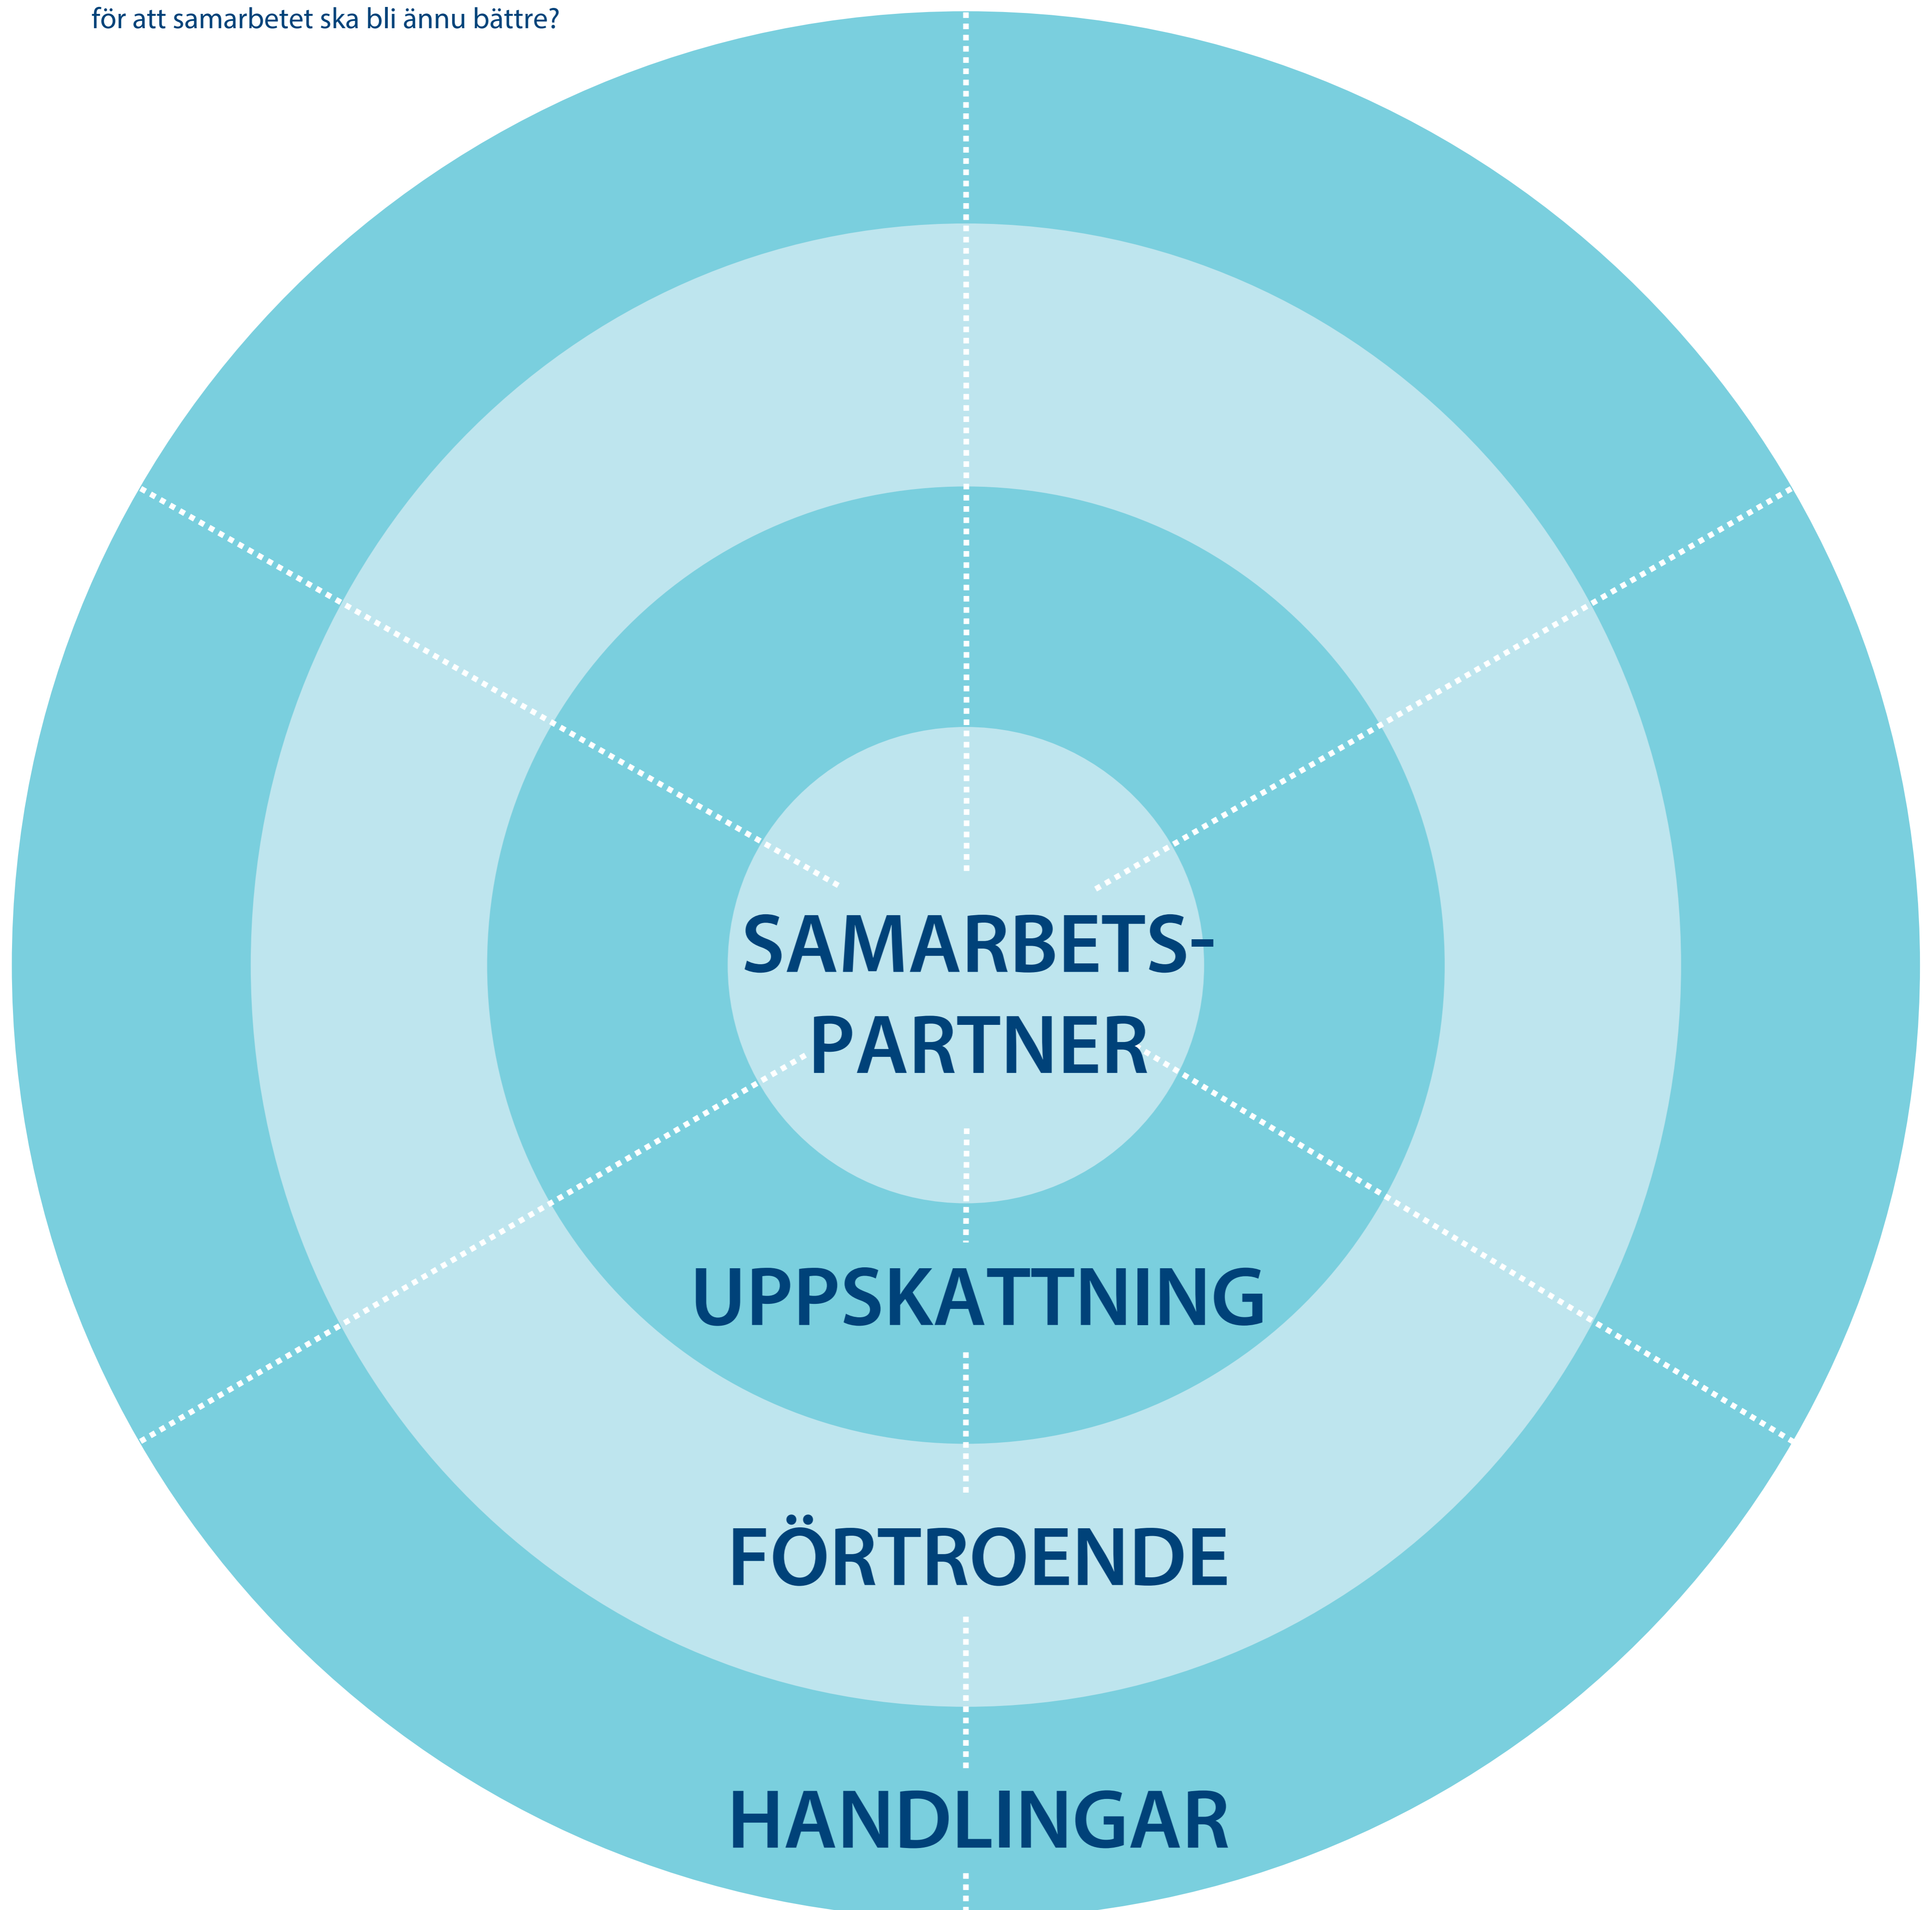 för att samarbetet ska bli ännu bättre?
SAMARBETS-
PARTNER
UPPSKATTNING
FÖRTROENDE
HANDLINGAR